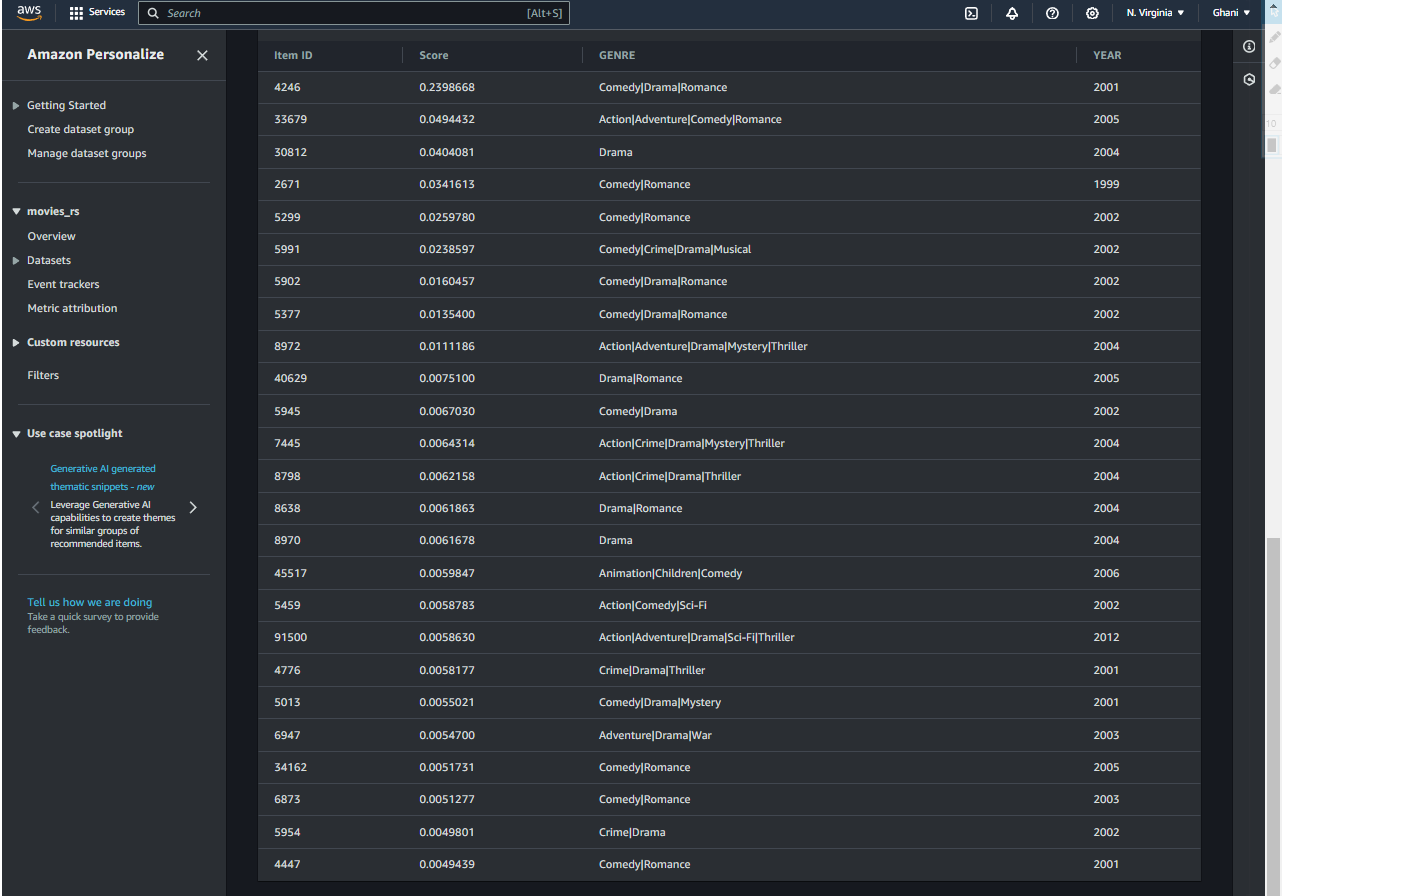 aws Services Search [Alt+S] N. Virginia Ghani
Amazon Personalize
Getting Started
Create dataset group
Manage dataset groups
movies_rs
Overview
Datasets
Event trackers
Metric attribution
Custom resources
Filters
Use case spotlight
Generative AI generated
thematic snippets - new
Leverage Generative AI
capabilities to create themes
for similar groups of
recommended items.
Tell us how we are doing
Take a quick survey to provide
feedback.
Item ID Score GENRE YEAR
4246 0.2398668 Comedy|Drama|Romance 2001
33679 0.0494432 Action|Adventure|Comedy|Romance 2005
30812 0.0404081 Drama 2004
2671 0.0341613 Comedy|Romance 1999
5299 0.0259780 Comedy|Romance 2002
5991 0.0238597 Comedy|Crime|Drama|Musical 2002
5902 0.0160457 Comedy|Drama|Romance 2002
5377 0.0135400 Comedy|Drama|Romance 2002
8972 0.0111186 Action|Adventure|Drama|Mystery|Thriller 2004
40629 0.0075100 Drama|Romance 2005
5945 0.0067030 Comedy|Drama 2002
7445 0.0064314 Action|Crime|Drama|Mystery|Thriller 2004
8798 0.0062158 Action|Crime|Drama|Thriller 2004
8638 0.0061863 Drama|Romance 2004
8970 0.0061678 Drama 2004
45517 0.0059847 Animation|Children|Comedy 2006
5459 0.0058783 Action|Comedy|Sci-Fi 2002
91500 0.0058630 Action|Adventure|Drama|Sci-Fi|Thriller 2012
4776 0.0058177 Crime|Drama|Thriller 2001
5013 0.0055021 Comedy|Drama|Mystery 2001
6947 0.0054700 Adventure|Drama|War 2003
34162 0.0051731 Comedy|Romance 2005
6873 0.0051277 Comedy|Romance 2003
5954 0.0049801 Crime|Drama 2002
4447 0.0049439 Comedy|Romance 2001
10